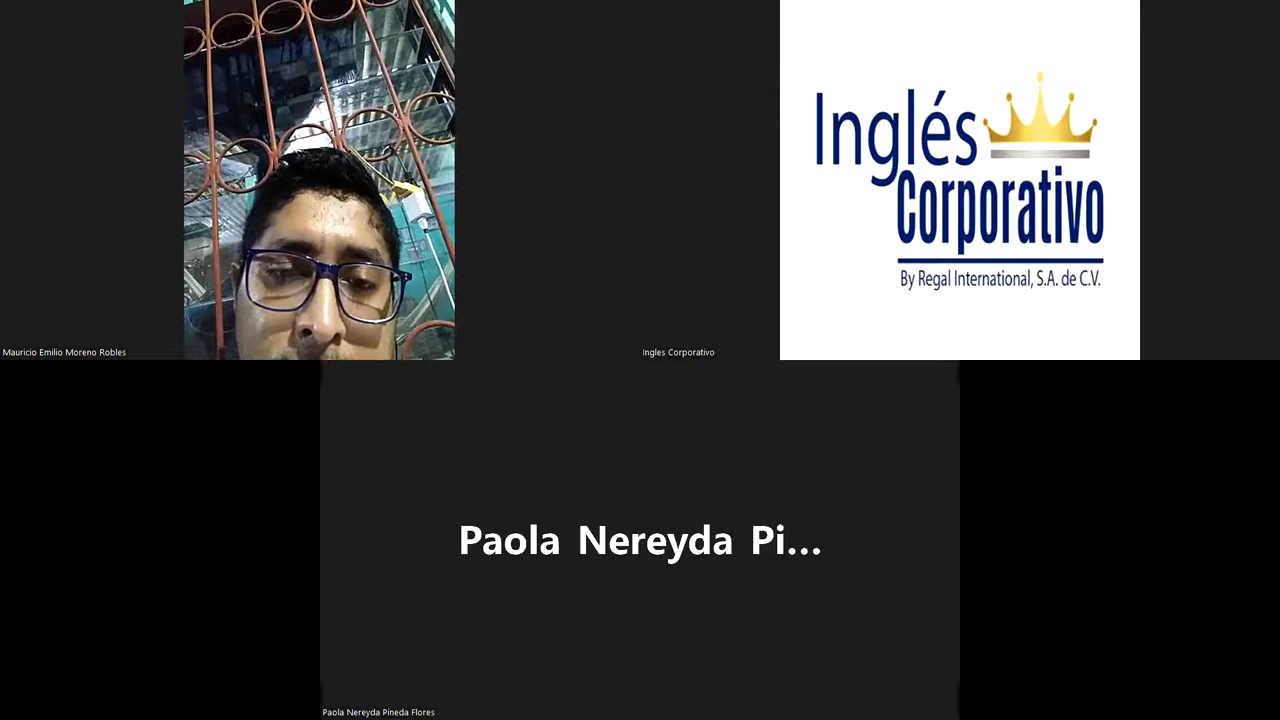 Inglés
Corporativo
By Regal International, S.A. de C.V.
Mauricio Emilio Moreno Robles
Ingles Corporativo
Paola Nereyda Pi...
Paola Nereyda Pineda Flores